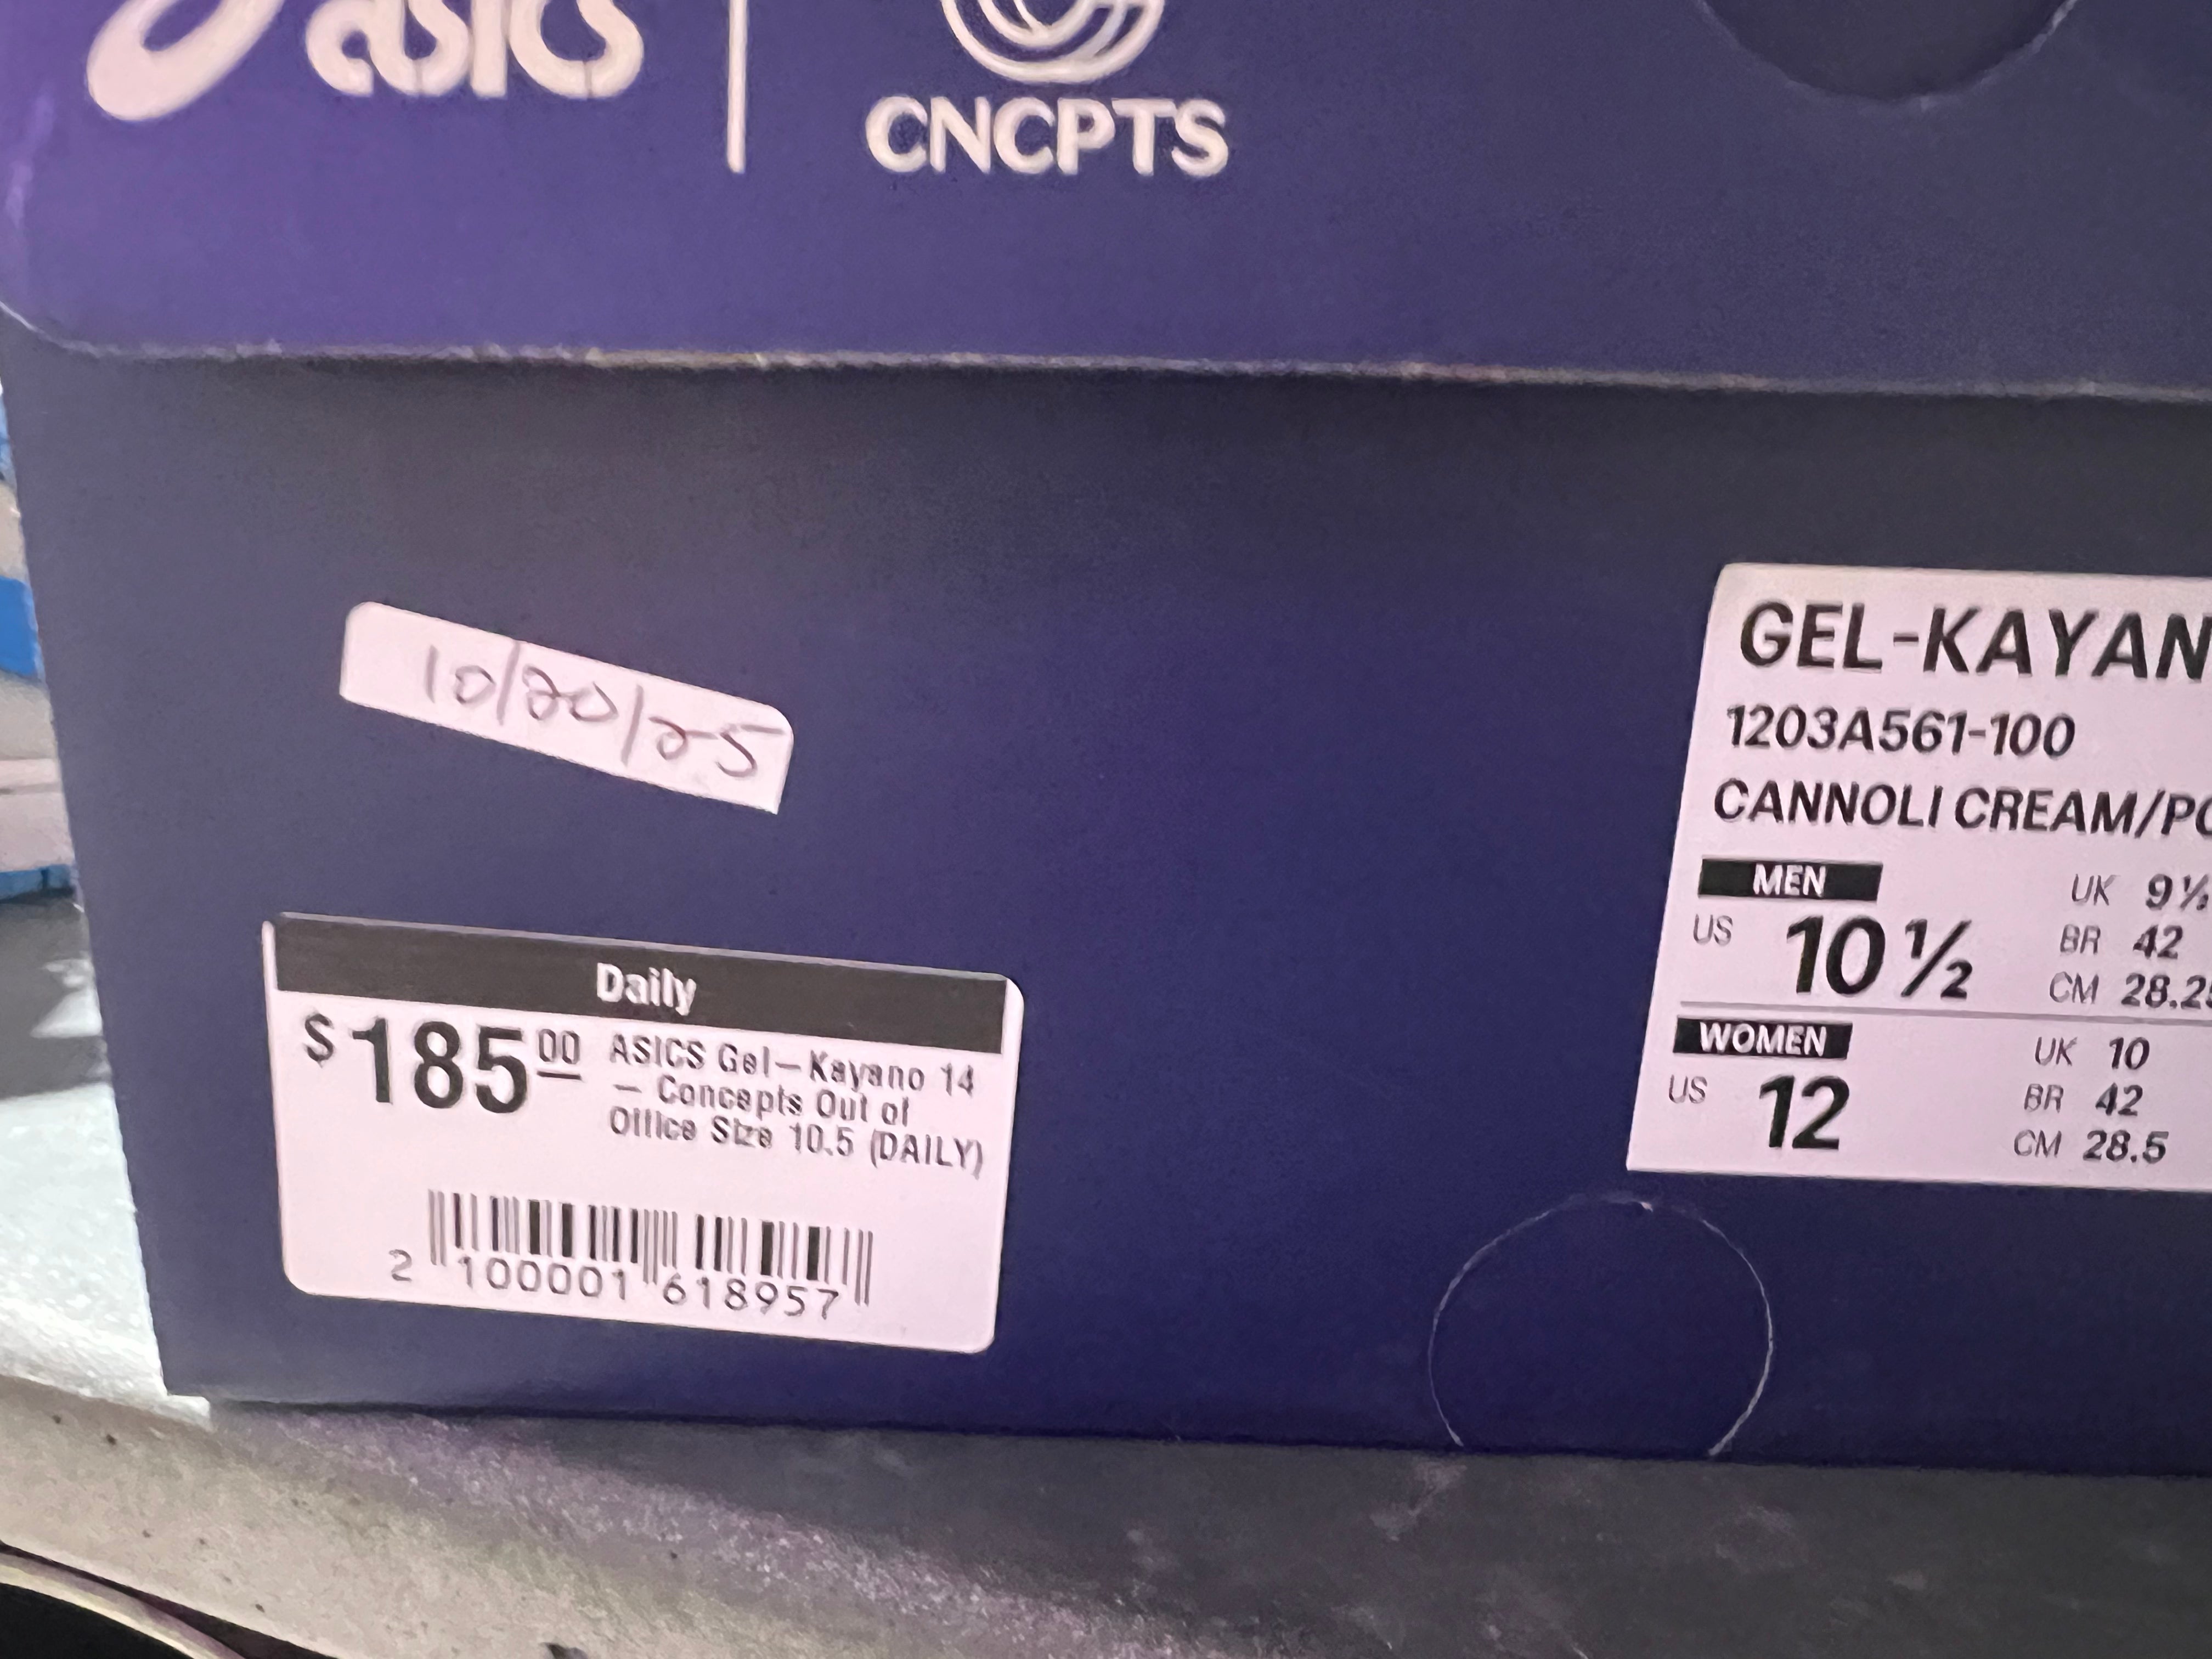 asics
CNCPTS
10/20/25
Daily
$185.00 ASICS Gel-Kayano 14
- Concepts Out of
Office Size 10.5 (DAILY)
2 100001 618957
GEL-KAYAN
1203A561-100
CANNOLI CREAM/PO
MEN UK 9½
US 10 ½ BR 42
CM 28.25
WOMEN UK 10
US 12 BR 42
CM 28.5